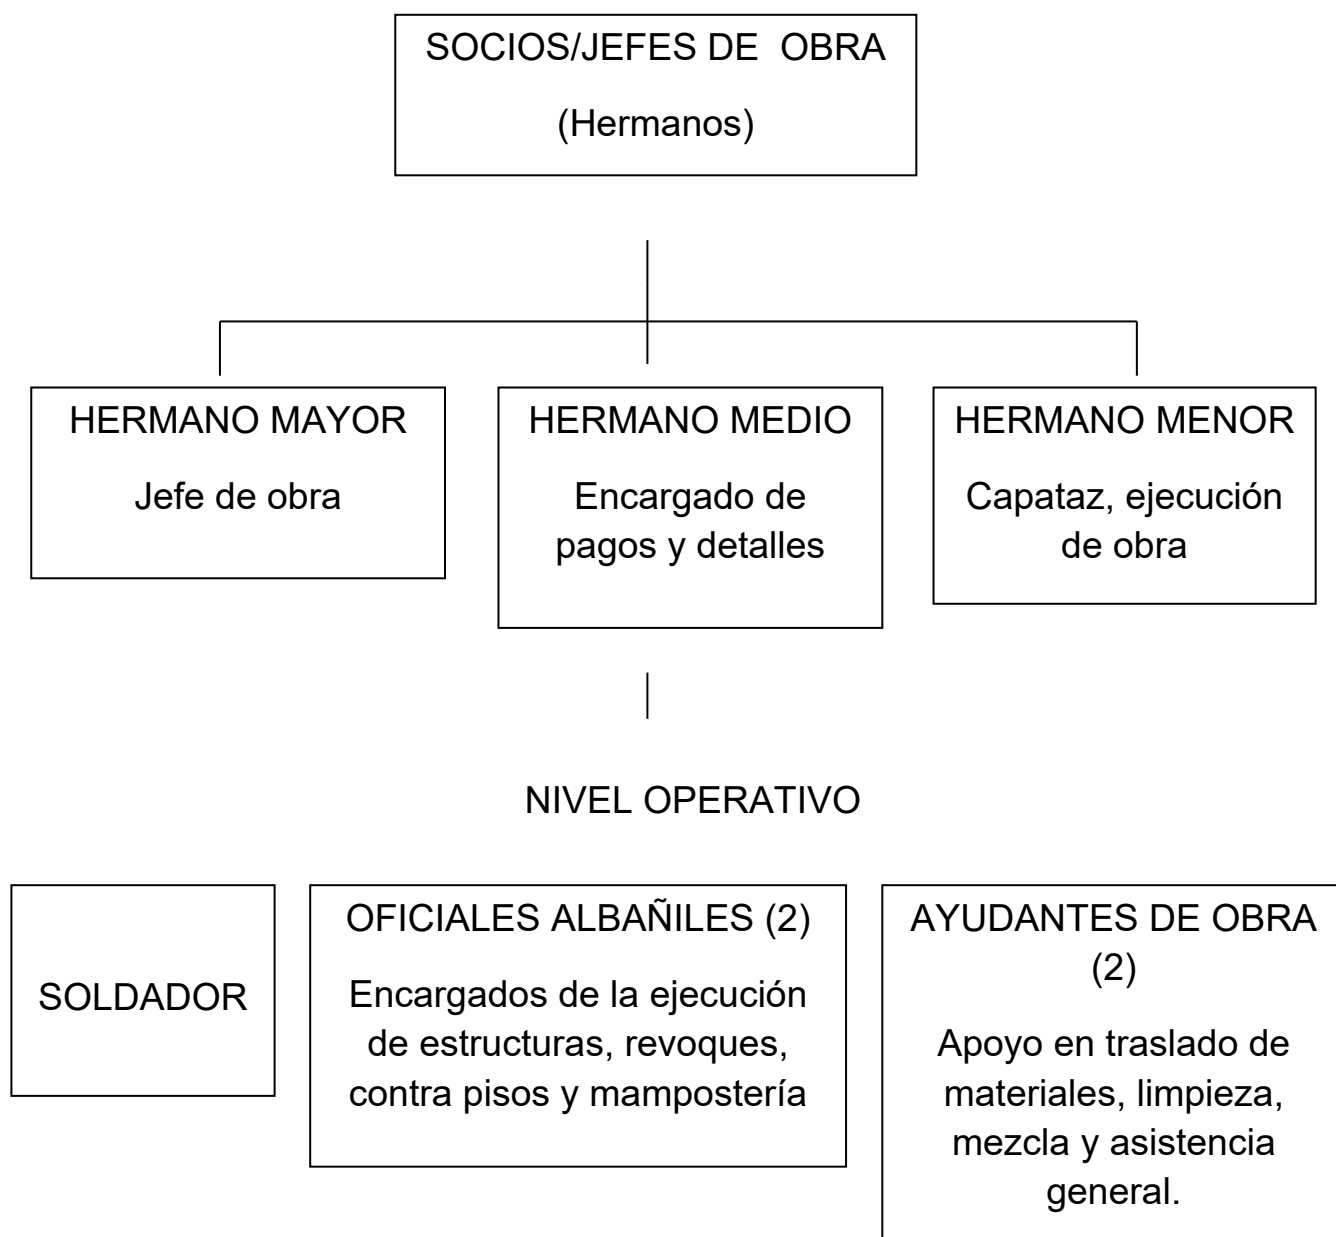 SOCIOS/JEFES DE OBRA
(Hermanos)
HERMANO MAYOR
Jefe de obra
HERMANO MEDIO
Encargado de
pagos y detalles
HERMANO MENOR
Capataz, ejecución
de obra
NIVEL OPERATIVO
SOLDADOR
OFICIALES ALBAÑILES (2)
Encargados de la ejecución
de estructuras, revoques,
contra pisos y mampostería
AYUDANTES DE OBRA
(2)
Apoyo en traslado de
materiales, limpieza,
mezcla y asistencia
general.